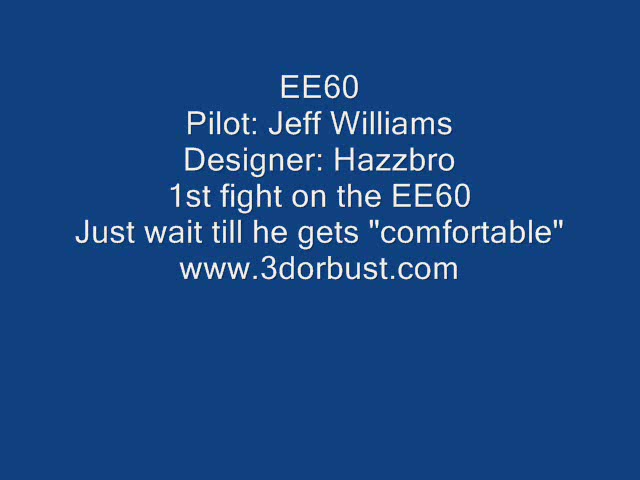 EE60
Pilot: Jeff Williams
Designer: Hazzbro
1st fight on the EE60
Just wait till he gets "comfortable"
www.3dorbust.com